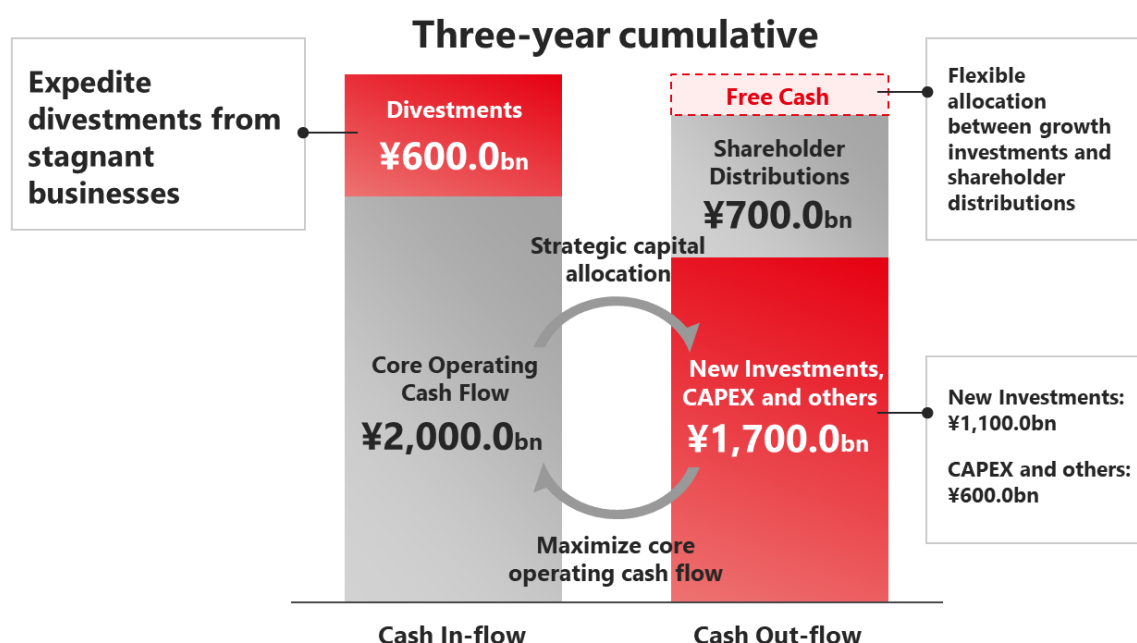 Three-year cumulative
Expedite
divestments from
stagnant
businesses
Divestments
¥600.0bn
Core Operating
Cash Flow
¥2,000.0bn
Strategic capital
allocation
Maximize core
operating cash flow
Free Cash
Shareholder
Distributions
¥700.0bn
New Investments,
CAPEX and others
¥1,700.0bn
Flexible
allocation
between growth
investments and
shareholder
distributions
New Investments:
¥1,100.0bn
CAPEX and others:
¥600.0bn
Cash In-flow
Cash Out-flow